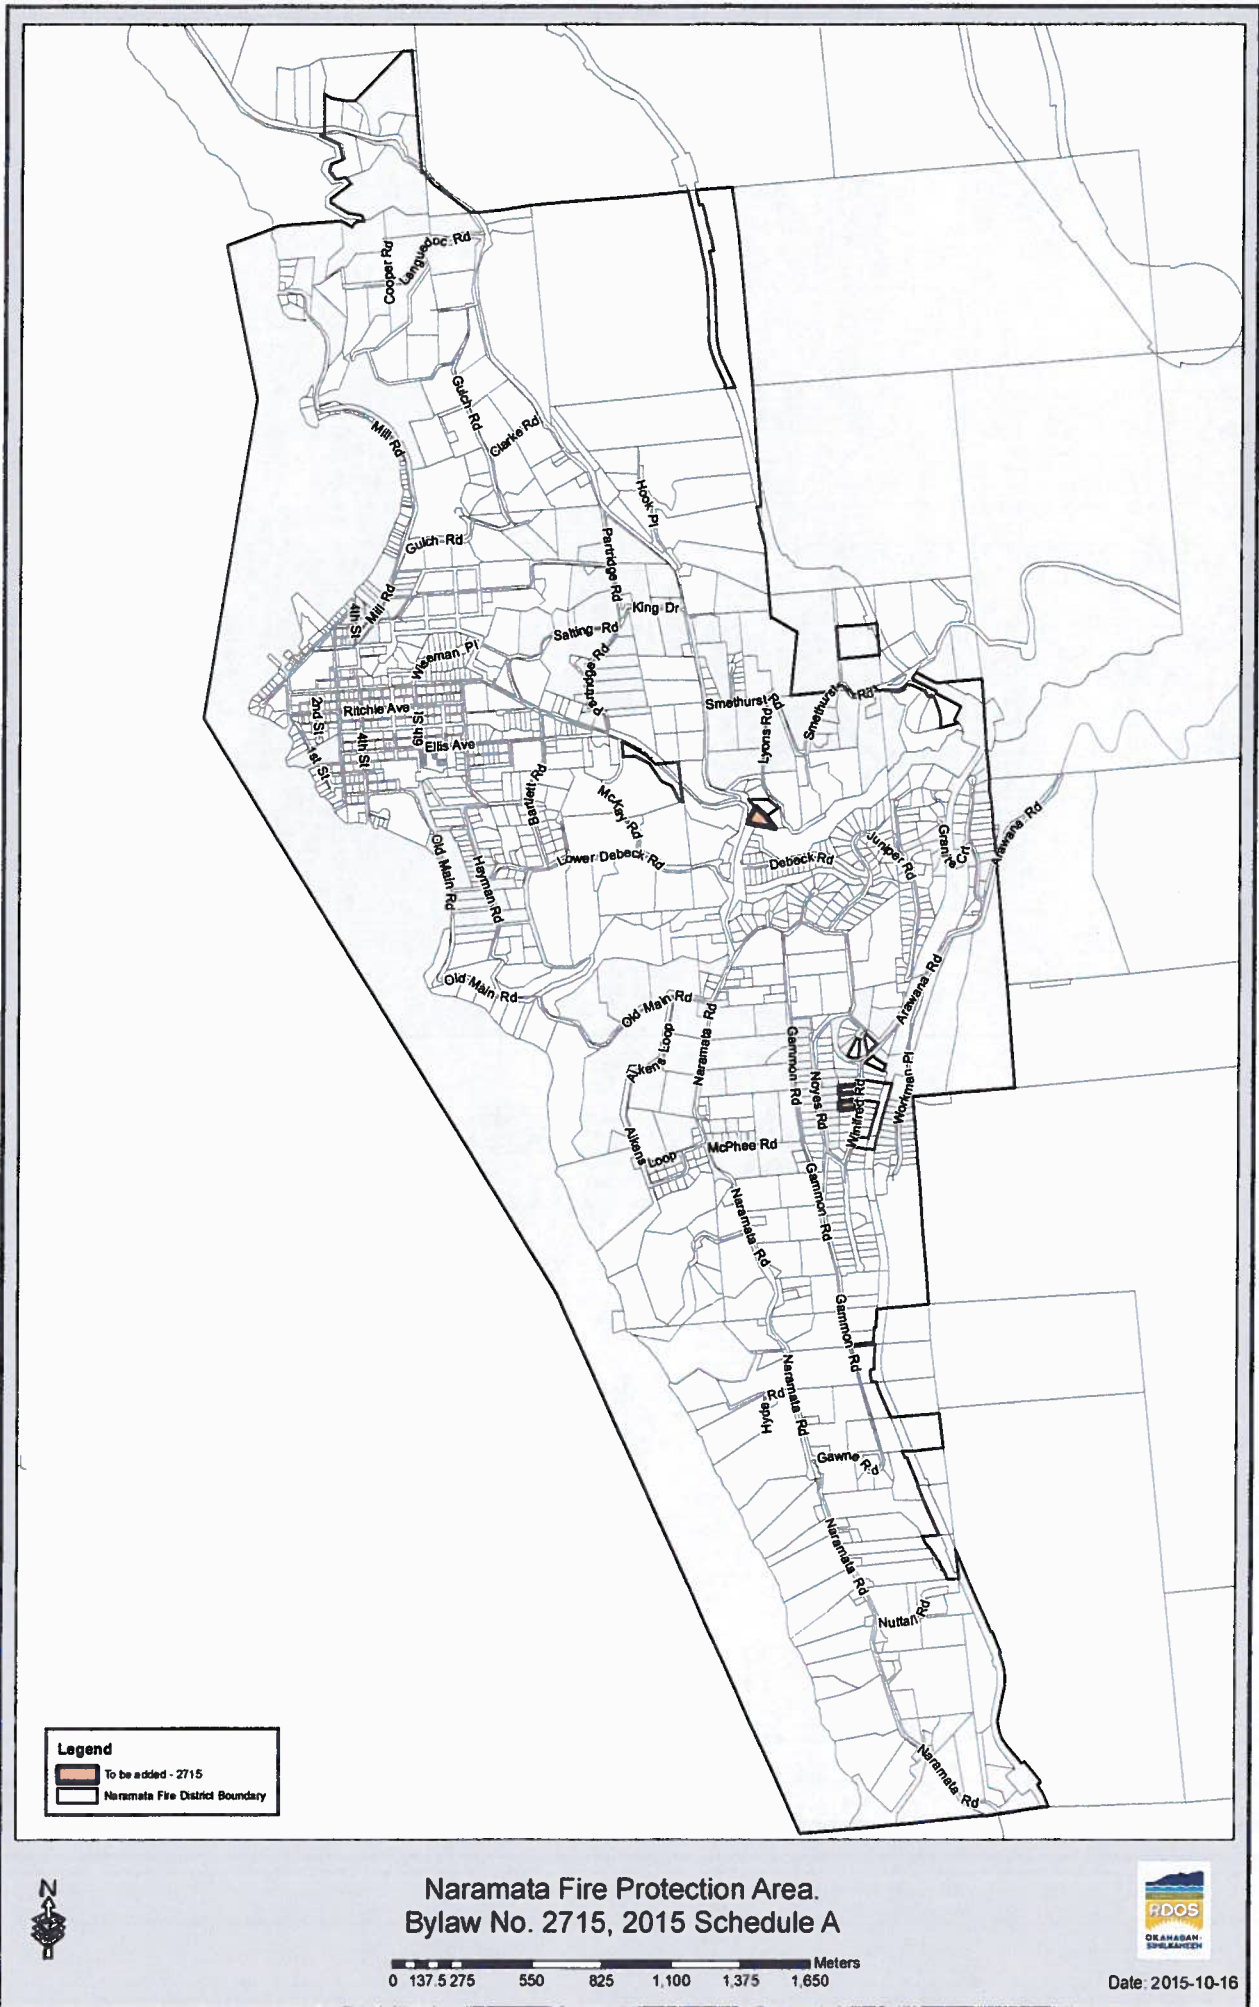 Cooper Rd
Languedoc Rd
Gulch Rd
Clarke Rd
Mill Rd
Hook Pl
Gulch Rd
Partridge Rd
Mill Rd
4th St
King Dr
Salting Rd
Wiseman Pl
Partridge Rd
Smethurst Rd
Smethurst Rd
Lyons Rd
2nd St
Ritchie Ave
6th St
4th St
Ellis Ave
1st St
Bartlett Rd
McKay Rd
Arawana Rd
Granite Crt
Juniper Rd
Old Main Rd
Hayman Rd
Lower Debeck Rd
Debeck Rd
Old Main Rd
Old Main Rd
Arawana Rd
Aikens Loop
Naramata Rd
Gammon Rd
Noyes Rd
Winifred Rd
Workman Pl
Aikens Loop
McPhee Rd
Gammon Rd
Naramata Rd
Gammon Rd
Naramata Rd
Hyde Rd
Gawne Rd
Naramata Rd
Nuttall Rd
Naramata Rd
Legend
To be added - 2715
Naramata Fire District Boundary
N
Naramata Fire Protection Area.
Bylaw No. 2715, 2015 Schedule A
Meters
0 137.5 275 550 825 1,100 1,375 1,650
RDOS
OKANAGAN-
SIMILKAMEEN
Date: 2015-10-16